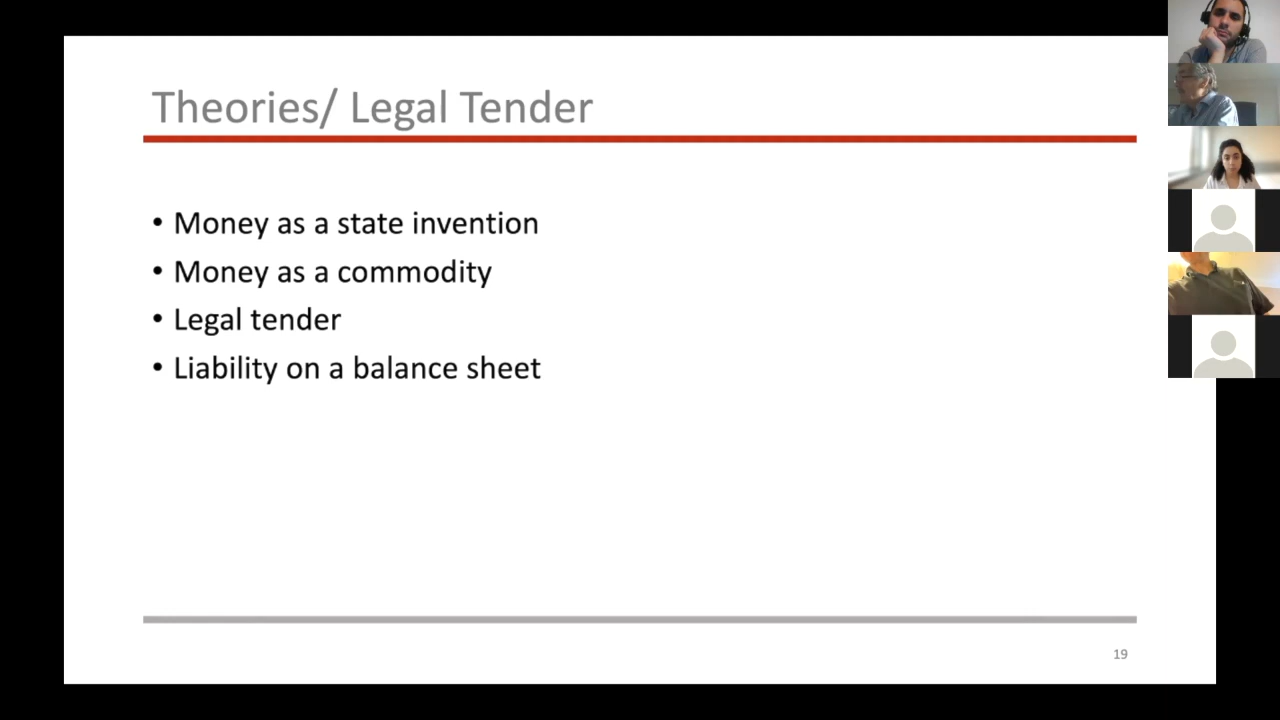 Theories/ Legal Tender
• Money as a state invention
• Money as a commodity
• Legal tender
• Liability on a balance sheet
19